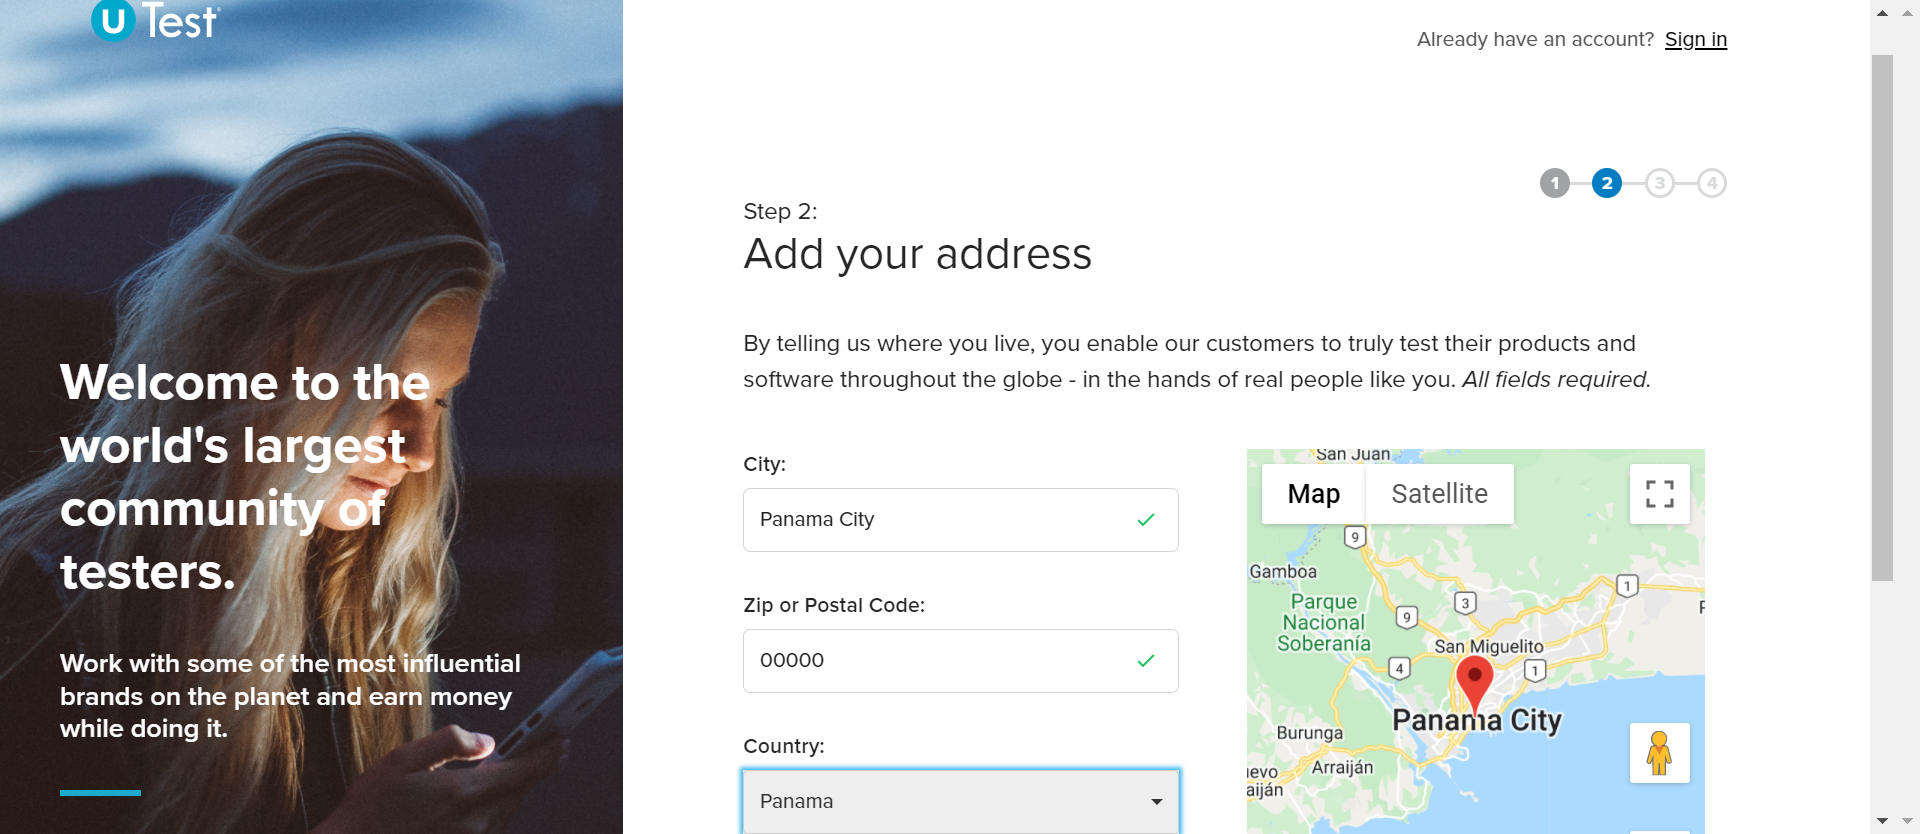 u Test
Already have an account? Sign in
1 2 3 4
Step 2:
Add your address
By telling us where you live, you enable our customers to truly test their products and
software throughout the globe - in the hands of real people like you. All fields required.
Welcome to the
world's largest
community of
testers.
Work with some of the most influential
brands on the planet and earn money
while doing it.
City:
Panama City
Zip or Postal Code:
00000
Country:
Panama
San Juan
Map
Satellite
9
Gamboa
1
Parque
Nacional
Soberanía
3
9
San Miguelito
4
1
Panama City
Burunga
Arraiján